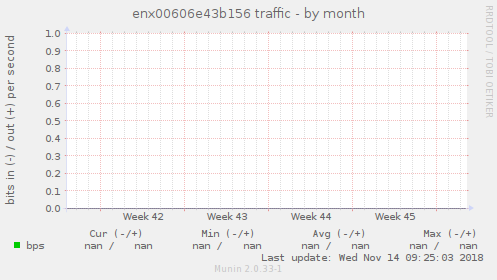 enx00606e43b156 traffic - by month
RRDTOOL / TOBI OETIKER
bits in (-) / out (+) per second
1.0
0.9
0.8
0.7
0.6
0.5
0.4
0.3
0.2
0.1
0.0
Week 42 Week 43 Week 44 Week 45
Cur (-/+) Min (-/+) Avg (-/+) Max (-/+)
bps nan / nan nan / nan nan / nan nan / nan
Last update: Wed Nov 14 09:25:03 2018
Munin 2.0.33-1